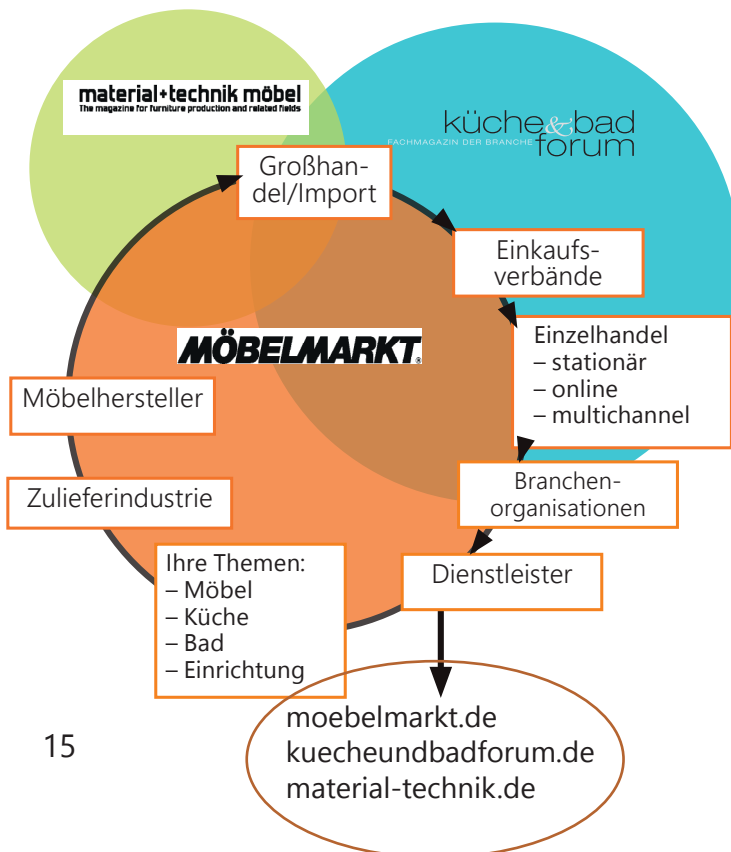 material+technik möbel
The magazine for furniture production and related fields
küche&bad
FACHMAGAZIN DER BRANCHE forum
Großhan-
del/Import
Einkaufs-
verbände
MÖBELMARKT®
Einzelhandel
– stationär
– online
– multichannel
Möbelhersteller
Zulieferindustrie
Branchen-
organisationen
Ihre Themen:
– Möbel
– Küche
– Bad
– Einrichtung
Dienstleister
moebelmarkt.de
kuecheundbadforum.de
material-technik.de
15